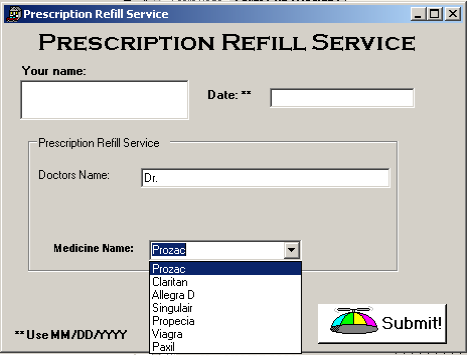 Prescription Refill Service
PRESCRIPTION REFILL SERVICE
Your name:
Date: **
Prescription Refill Service
Doctors Name:
Dr.
Medicine Name:
Prozac
Prozac
Claritan
Allegra D
Singulair
Propecia
Viagra
Paxil
Submit!
**Use MM/DD/YYYY